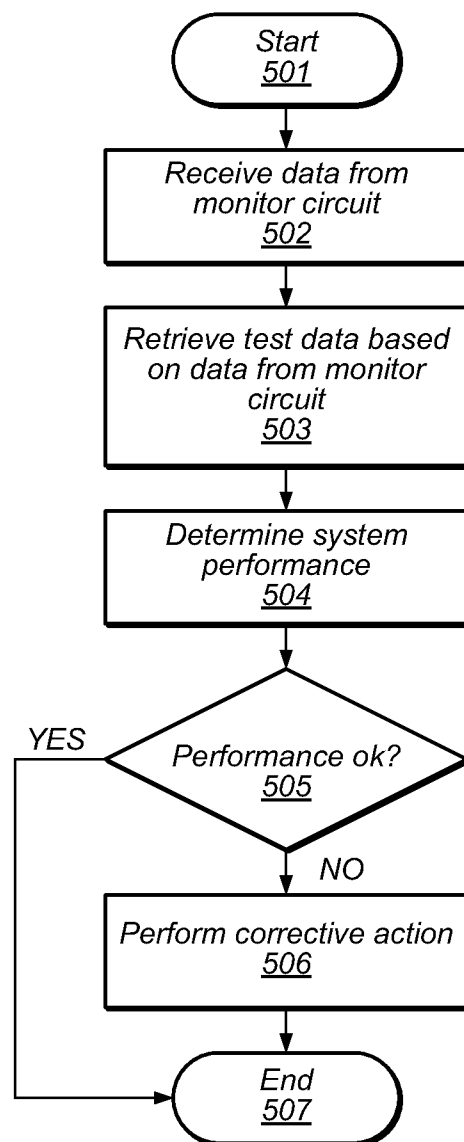 Start
501
Receive data from
monitor circuit
502
Retrieve test data based
on data from monitor
circuit
503
Determine system
performance
504
YES
Performance ok?
505
NO
Perform corrective action
506
End
507